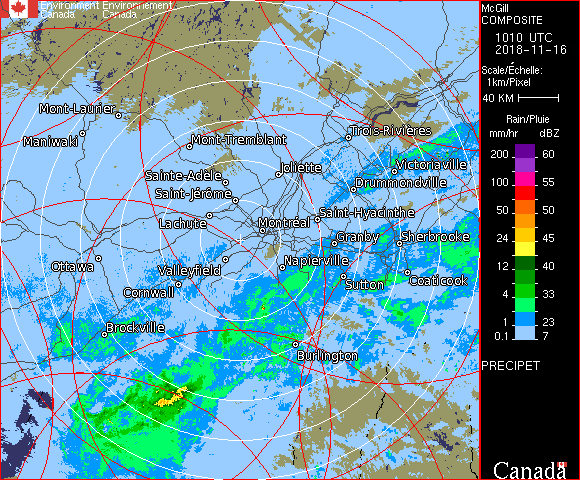 Environment Environnement
Canada Canada
McGill
COMPOSITE
1010 UTC
2018-11-16
Scale/Échelle:
1km/Pixel
40 KM
Rain/Pluie
mm/hr dBZ
200 60
100 55
50 50
24 45
12 40
8 35
4 33
1 23
0.1 7
PRECIPET
Canada
Mont-Laurier
Maniwaki
Mont-Tremblant
Trois-Rivières
Sainte-Adèle
Joliette
Victoriaville
Drummondville
Saint-Jérôme
Lachute
Montréal
Saint-Hyacinthe
Granby
Sherbrooke
Ottawa
Valleyfield
Napierville
Sutton
Coaticook
Cornwall
Brockville
Burlington